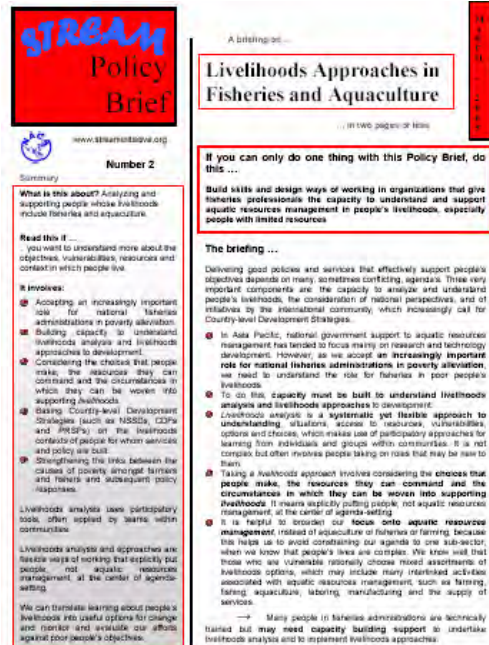 STREAM
Policy
Brief
www.streaminitiative.org
Number 2
Summary
What is this about? Analyzing and
supporting people whose livelihoods
include fisheries and aquaculture.
Read this if ...
.. you want to understand more about the
objectives, vulnerabilities, resources and
context in which people live.
It involves:
Accepting an increasingly important
role for national fisheries
administrations in poverty alleviation.
Building capacity to understand
livelihoods analysis and livelihoods
approaches to development.
Considering the choices that people
make, the resources they can
command and the circumstances in
which they can be woven into
supporting livelihoods.
Basing Country-level Development
Strategies (such as NSSDs, CDFs
and PRSPs) on the livelihoods
contexts of people for whom services
and policy are built.
Strengthening the links between the
causes of poverty amongst farmers
and fishers and subsequent policy
responses.
Livelihoods analysis uses participatory
tools, often applied by teams within
communities.
Livelihoods analysis and approaches are
flexible ways of working that explicitly put
people, not aquatic resources
management, at the center of agenda-
setting.
We can translate learning about people's
livelihoods into useful options for change
and monitor and evaluate our efforts
against poor people's objectives.
A briefing on ...
Livelihoods Approaches in
Fisheries and Aquaculture
... in two pages or less
If you can only do one thing with this Policy Brief, do
this ...
Build skills and design ways of working in organizations that give
fisheries professionals the capacity to understand and support
aquatic resources management in people's livelihoods, especially
people with limited resources
The briefing ...
Delivering good policies and services that effectively support people's
objectives depends on many, sometimes conflicting, agendas. Three very
important components are the capacity to analyze and understand
people's livelihoods, the consideration of national perspectives, and of
initiatives by the international community, which increasingly call for
Country-level Development Strategies.
In Asia Pacific, national government support to aquatic resources
management has tended to focus mainly on research and technology
development. However, as we accept an increasingly important
role for national fisheries administrations in poverty alleviation,
we need to understand the role for fisheries in poor people's
livelihoods.
To do this, capacity must be built to understand livelihoods
analysis and livelihoods approaches to development.
Livelihoods analysis is a systematic yet flexible approach to
understanding, situations, access to resources, vulnerabilities,
options and choices, which makes use of participatory approaches for
learning from individuals and groups within communities. It is not
complex but often involves people taking on roles that may be new to
them.
Taking a livelihoods approach involves considering the choices that
people make, the resources they can command and the
circumstances in which they can be woven into supporting
livelihoods. It means explicitly putting people, not aquatic resources
management, at the center of agenda-setting.
It is helpful to broaden our focus onto aquatic resources
management, instead of aquaculture or fisheries or farming, because
this helps us to avoid constraining our agenda to one sub-sector,
when we know that people's lives are complex. We know well that
those who are vulnerable rationally choose mixed assortments of
livelihoods options, which may include many interlinked activities
associated with aquatic resources management, such as farming,
fishing, aquaculture, laboring, manufacturing and the supply of
services.
→ Many people in fisheries administrations are technically
trained but may need capacity building support to undertake
livelihoods analysis and to implement livelihoods approaches.